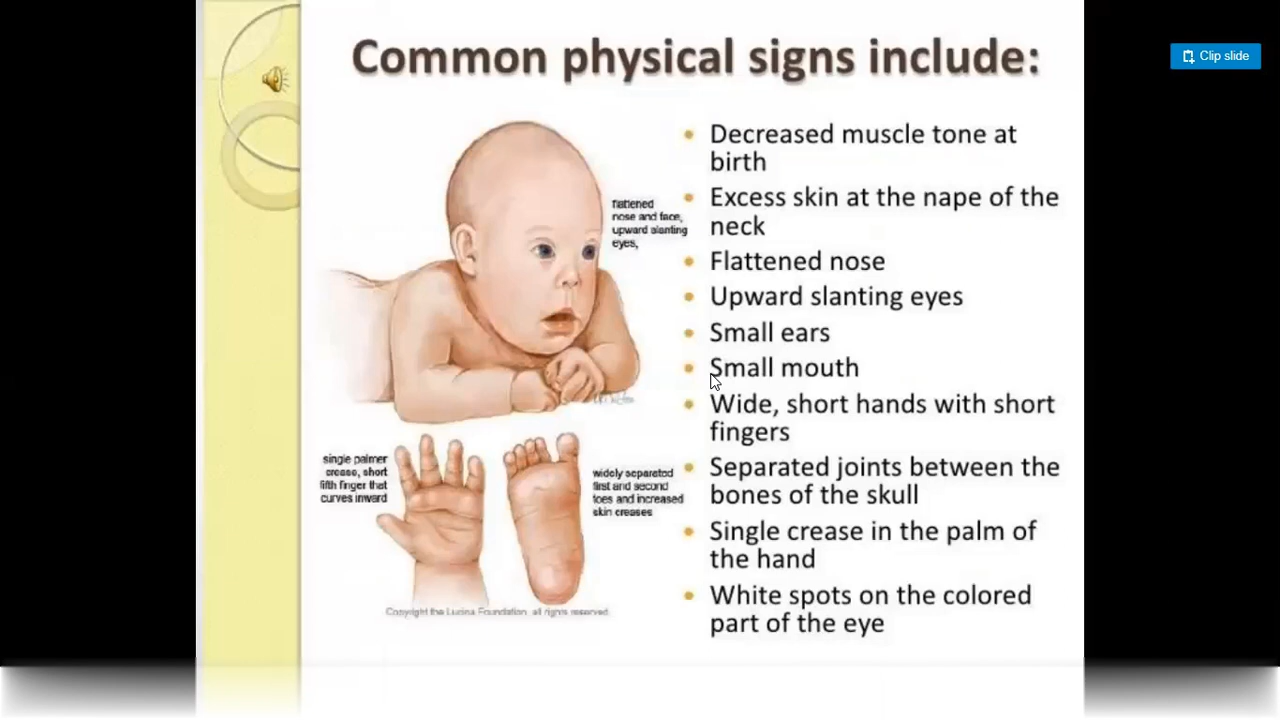 Common physical signs include:
Clip slide
flattened
nose and face,
upward slanting
eyes,
Decreased muscle tone at
birth
Excess skin at the nape of the
neck
Flattened nose
Upward slanting eyes
Small ears
Small mouth
Wide, short hands with short
fingers
Separated joints between the
bones of the skull
Single crease in the palm of
the hand
White spots on the colored
part of the eye
single palmer
crease, short
fifth finger that
curves inward
widely separated
first and second
toes and increased
skin creases
Copyright the Lucina Foundation, all rights reserved